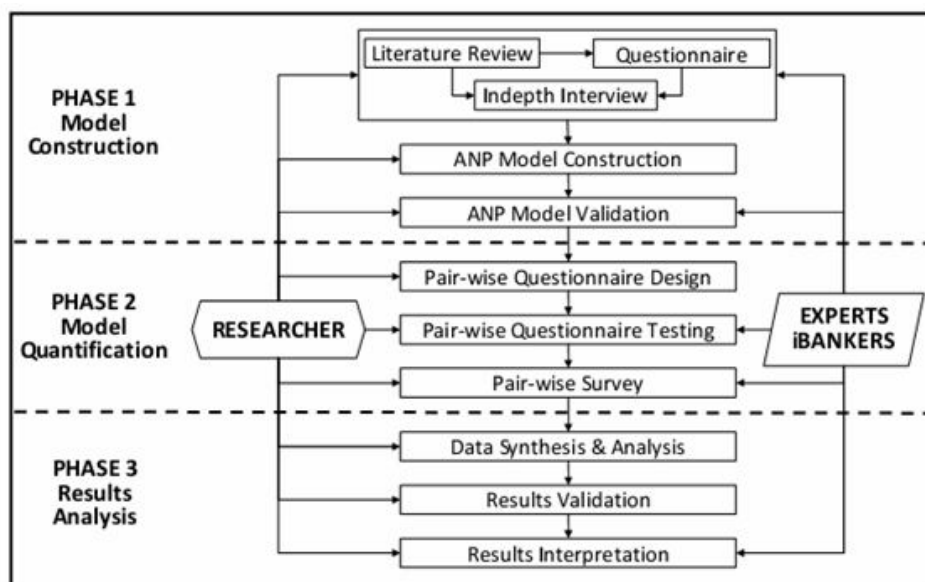 PHASE 1
Model
Construction
Literature Review
Questionnaire
Indepth Interview
ANP Model Construction
ANP Model Validation
PHASE 2
Model
Quantification
RESEARCHER
Pair-wise Questionnaire Design
Pair-wise Questionnaire Testing
Pair-wise Survey
EXPERTS
iBANKERS
PHASE 3
Results
Analysis
Data Synthesis & Analysis
Results Validation
Results Interpretation